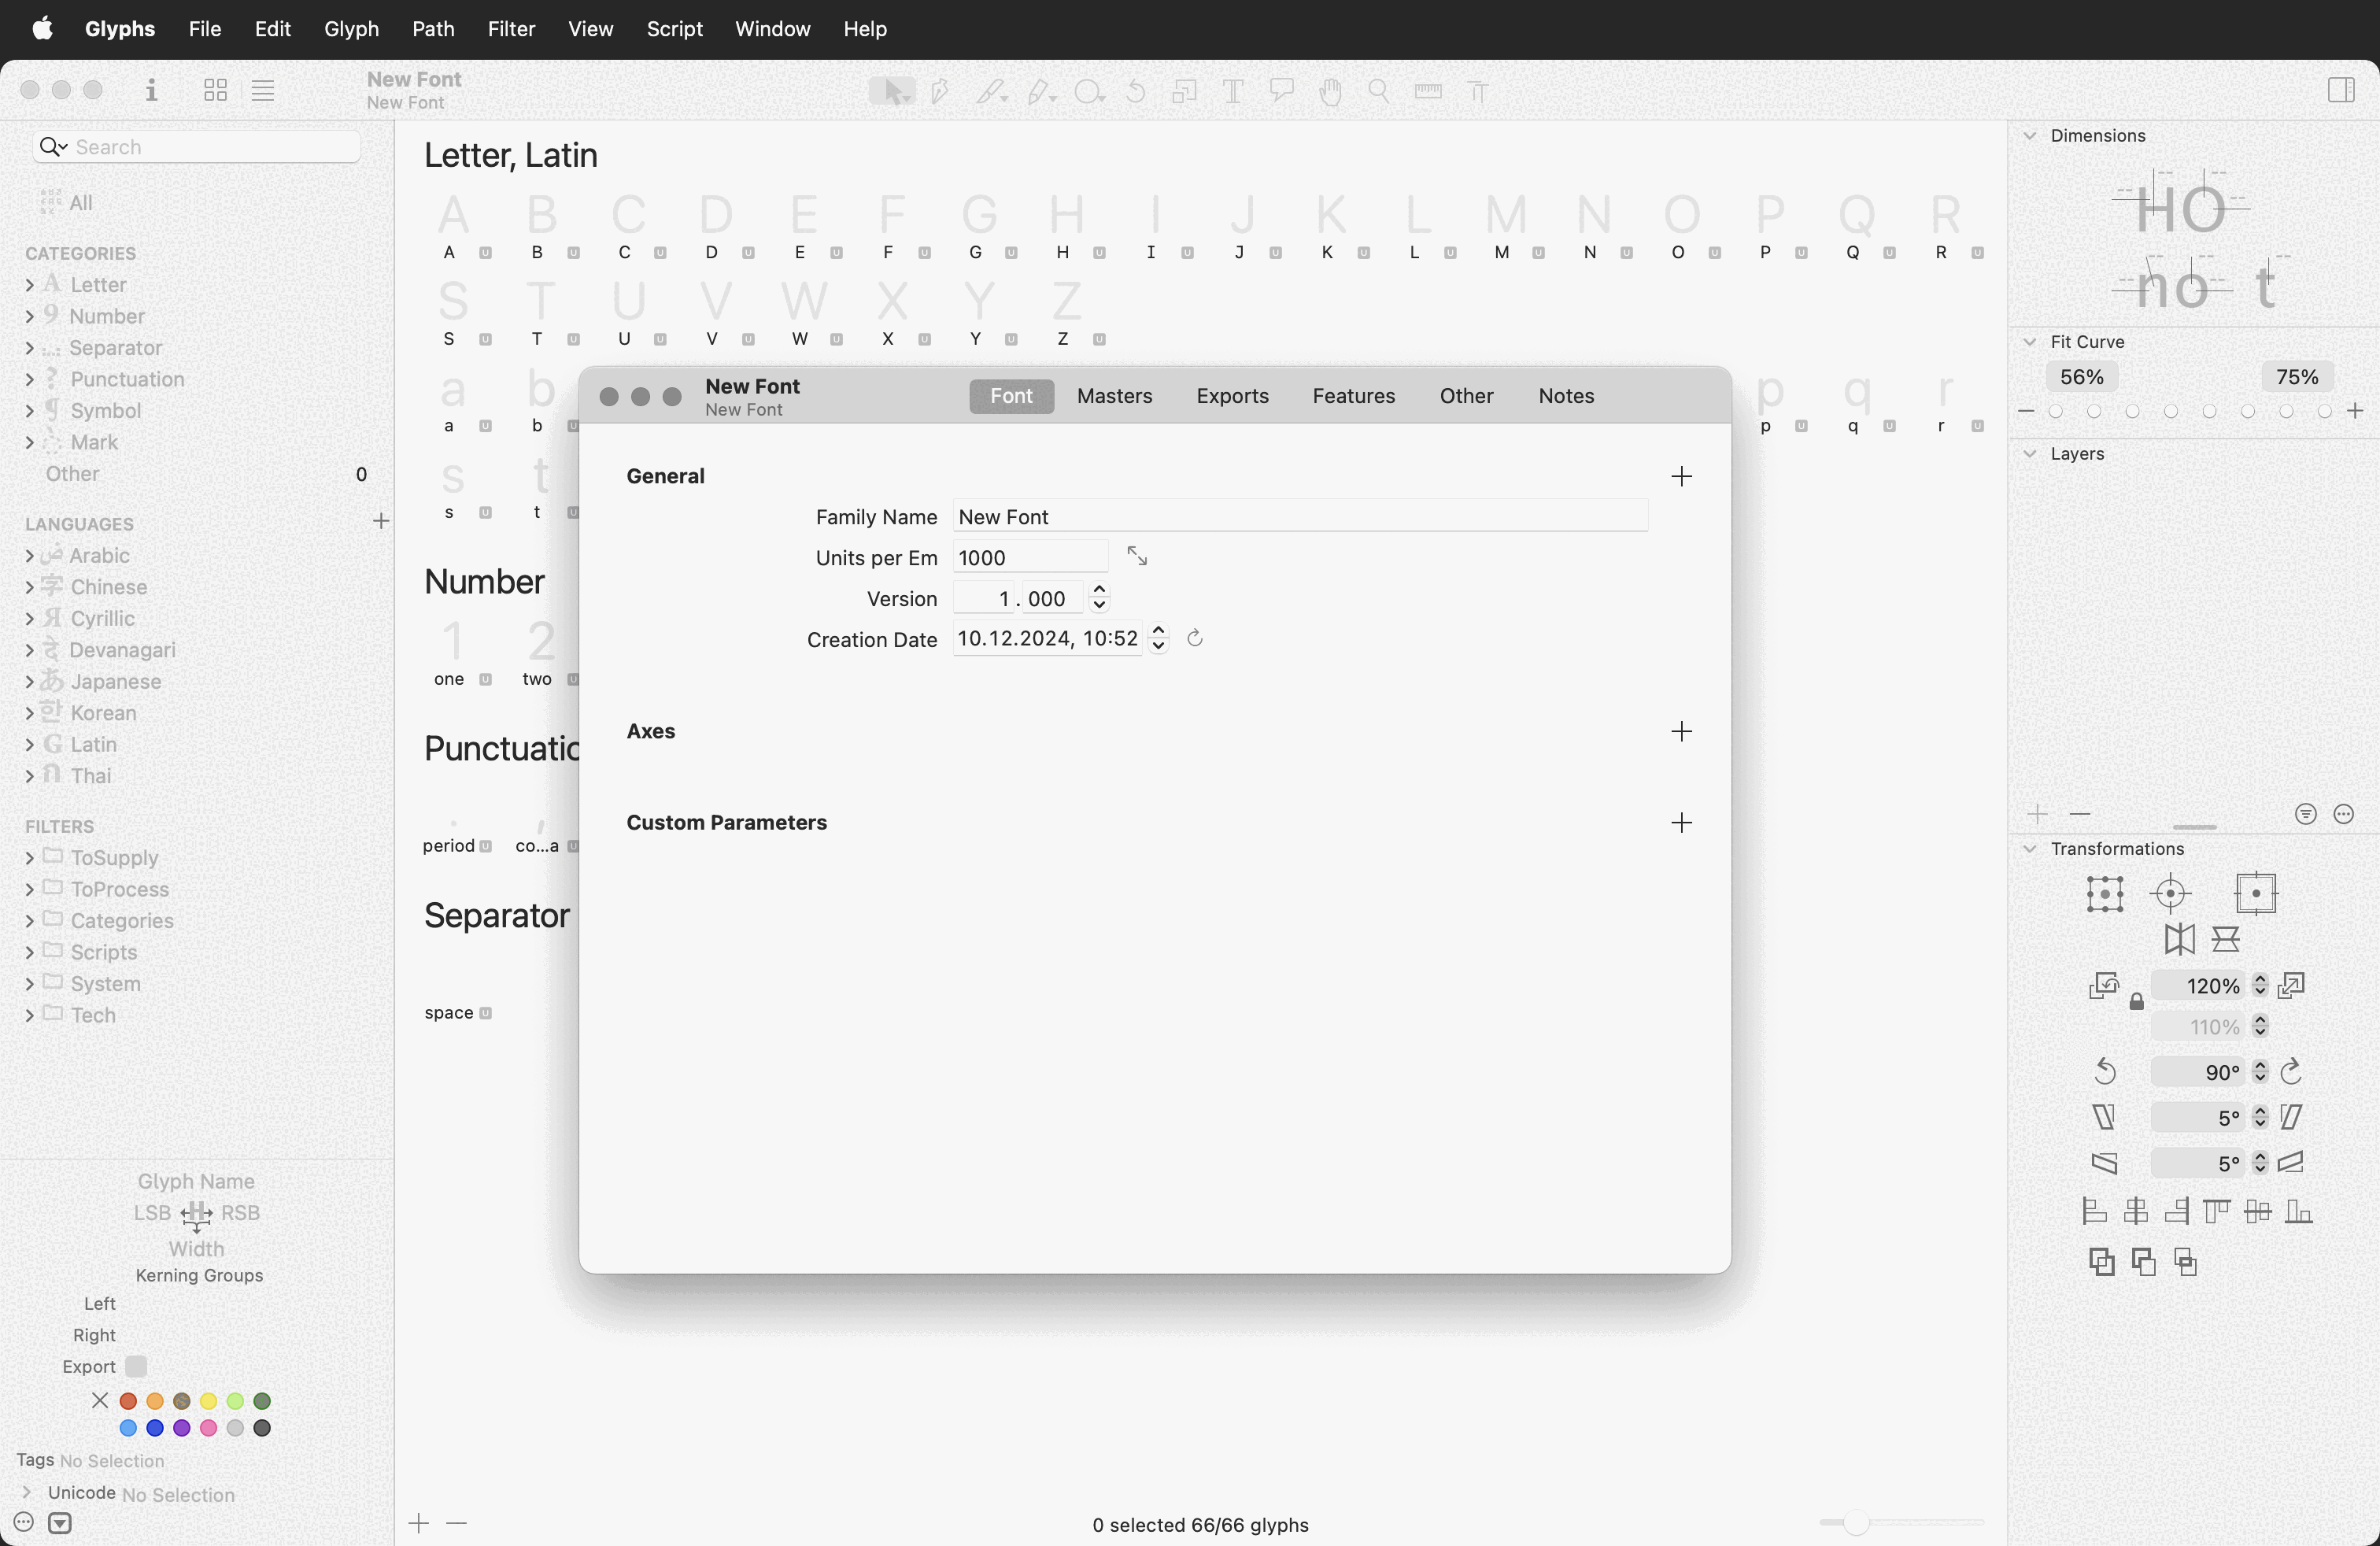 Glyphs File Edit Glyph Path Filter View Script Window Help
New Font
New Font
Search
All
CATEGORIES
Letter
Number
Separator
Punctuation
Symbol
Mark
Other 0
LANGUAGES
Arabic
Chinese
Cyrillic
Devanagari
Japanese
Korean
Latin
Thai
FILTERS
ToSupply
ToProcess
Categories
Scripts
System
Tech
Glyph Name
LSB H RSB
Width
Kerning Groups
Left
Right
Export
Tags No Selection
Unicode No Selection
Letter, Latin
A B C D E F G H I J K L M N O P Q R
A B C D E F G H I J K L M N O P Q R
S T U V W X Y Z
S T U V W X Y Z
a b p q r
a b p q r
s t
s t
Number
1 2
one two
Punctuatio
. ,
period co...a
Separator
space
0 selected 66/66 glyphs
New Font
New Font
Font Masters Exports Features Other Notes
General
Family Name New Font
Units per Em 1000
Version 1.000
Creation Date 10.12.2024, 10:52
Axes
Custom Parameters
Dimensions
HO
no t
Fit Curve
56% 75%
Layers
Transformations
120%
110%
90°
5°
5°